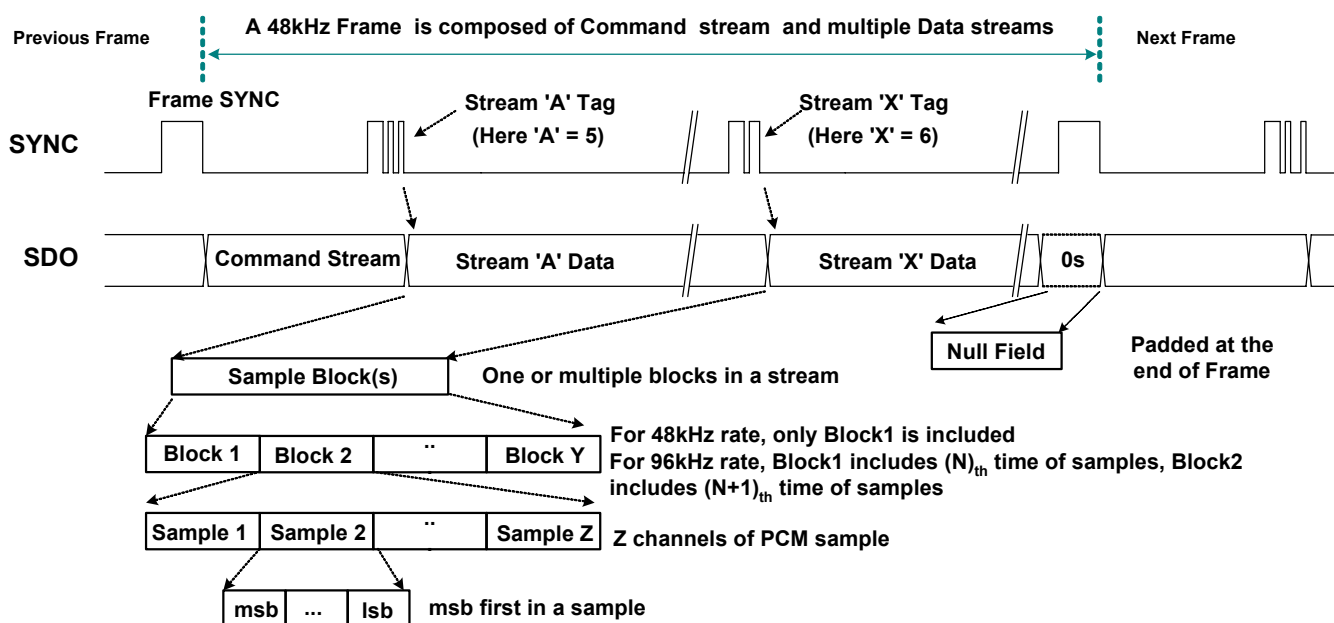 Previous Frame
A 48kHz Frame is composed of Command stream and multiple Data streams
Next Frame
Frame SYNC
Stream 'A' Tag
(Here 'A' = 5)
Stream 'X' Tag
(Here 'X' = 6)
SYNC
SDO
Command Stream
Stream 'A' Data
Stream 'X' Data
0s
Null Field
Padded at the
end of Frame
Sample Block(s)
One or multiple blocks in a stream
Block 1
Block 2
..
Block Y
For 48kHz rate, only Block1 is included
For 96kHz rate, Block1 includes (N)th time of samples, Block2
includes (N+1)th time of samples
Sample 1
Sample 2
..
Sample Z
Z channels of PCM sample
msb
...
lsb
msb first in a sample